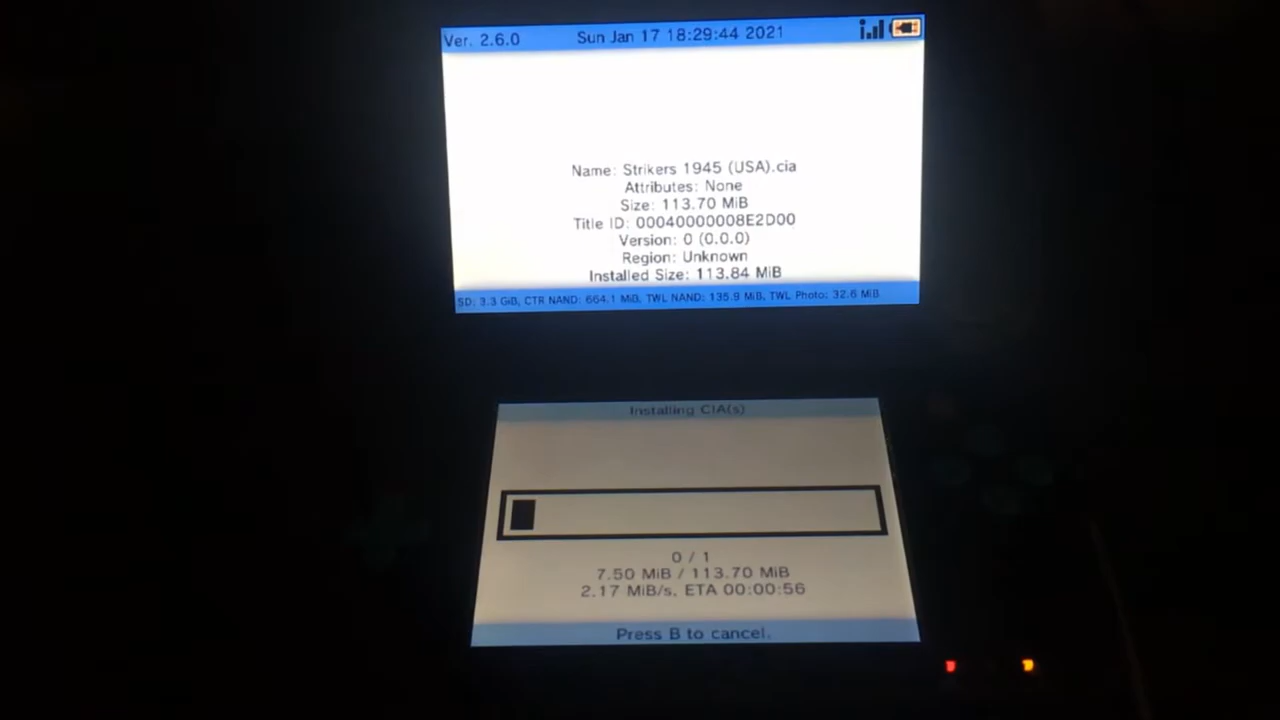 Ver. 2.6.0 Sun Jan 17 18:29:44 2021
Name: Strikers 1945 (USA).cia
Attributes: None
Size: 113.70 MiB
Title ID: 00040000008E2D00
Version: 0 (0.0.0)
Region: Unknown
Installed Size: 113.84 MiB
SD: 3.3 GiB, CTR NAND: 664.1 MiB, TWL NAND: 135.9 MiB, TWL Photo: 32.6 MiB
Installing CIA(s)
0 / 1
7.50 MiB / 113.70 MiB
2.17 MiB/s, ETA 00:00:56
Press B to cancel.